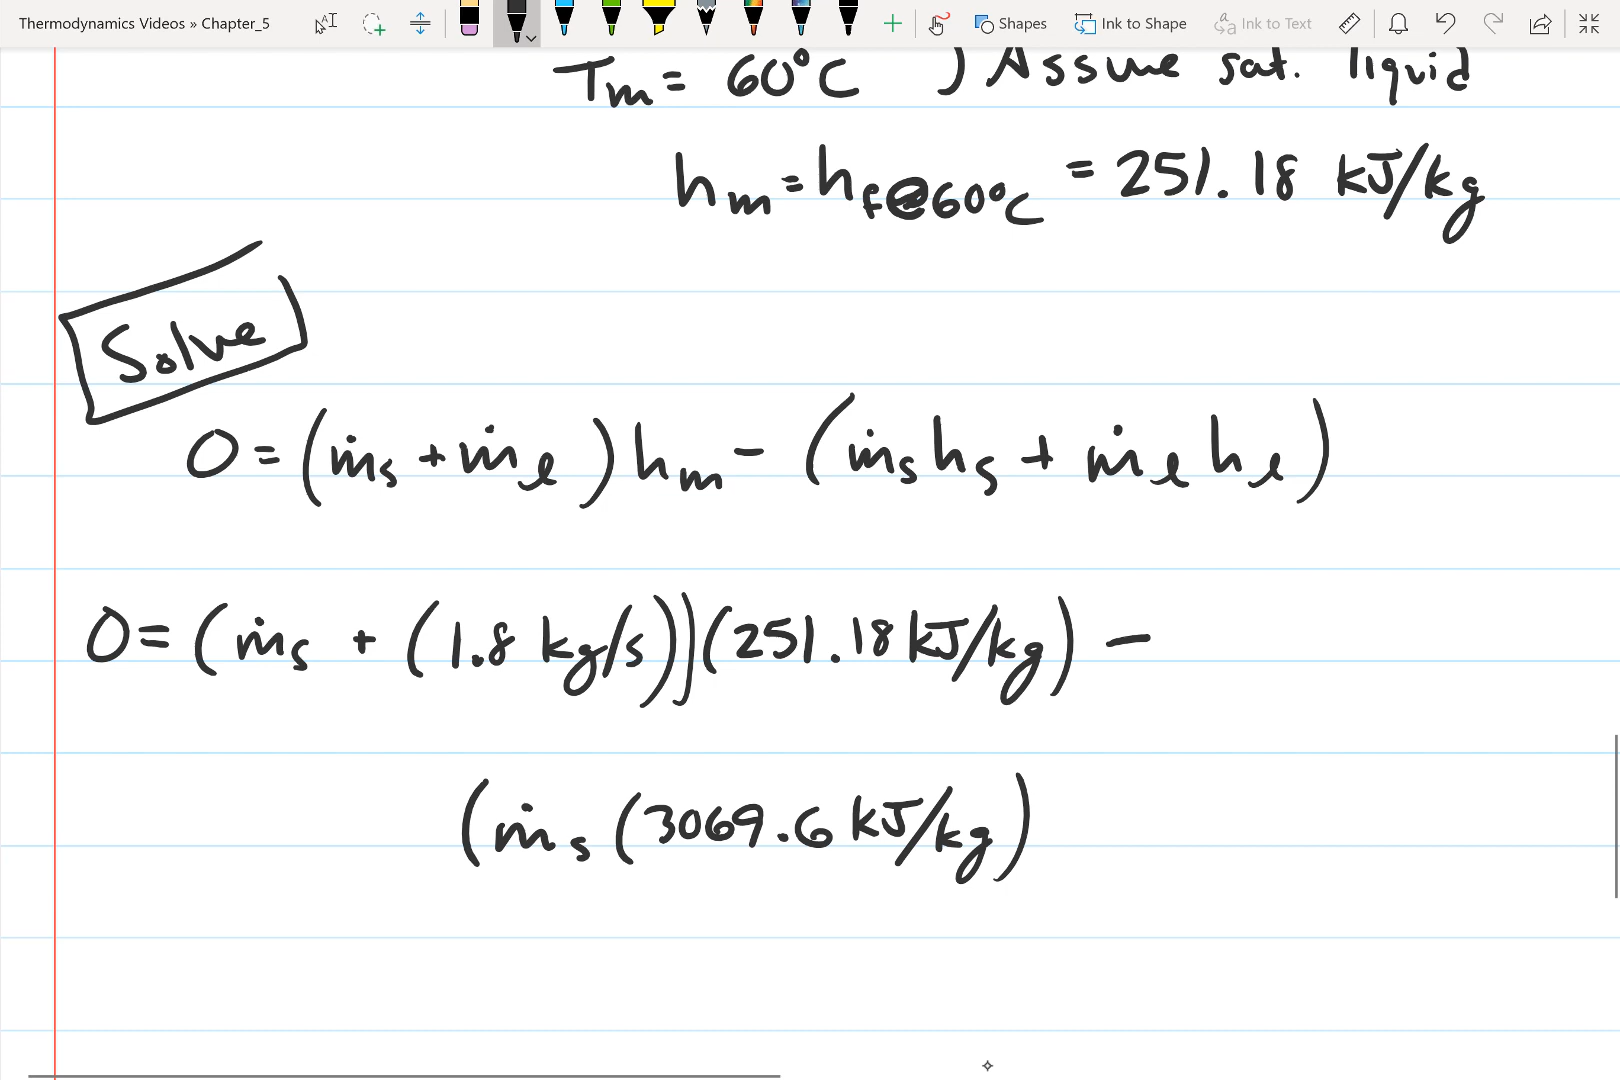 Thermodynamics Videos » Chapter_5 Shapes Ink to Shape Ink to Text
Tm = 60°C ) Assume sat. liquid
hm = hf@60°C = 251.18 kJ/kg
Solve
0 = (ṁs + ṁℓ) hm - (ṁs hs + ṁℓ hℓ)
0 = (ṁs + (1.8 kg/s))(251.18 kJ/kg) -
(ṁs (3069.6 kJ/kg)